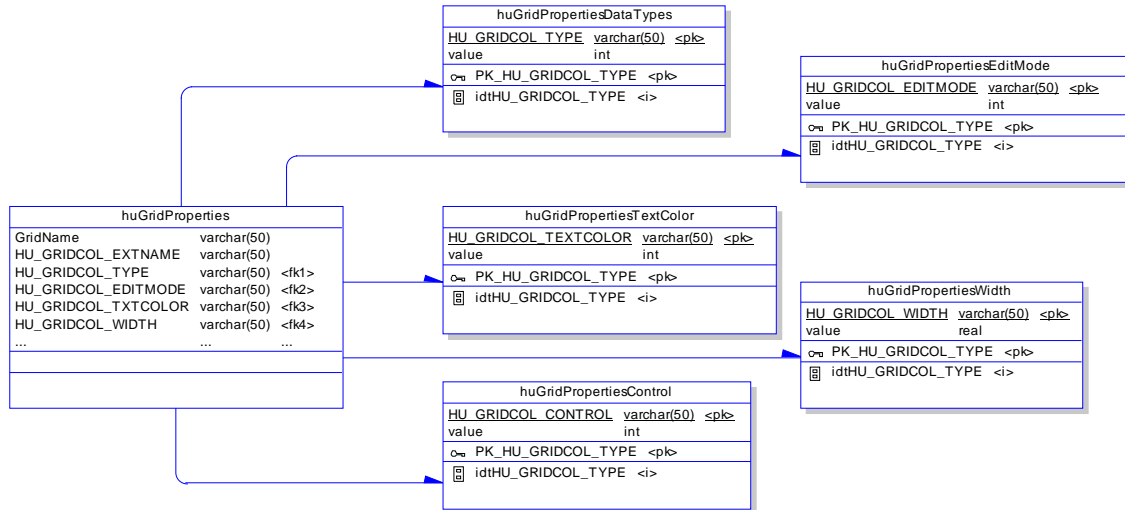 huGridPropertiesDataTypes
HU_GRIDCOL_TYPE varchar(50) <pk>
value int
PK_HU_GRIDCOL_TYPE <pk>
idtHU_GRIDCOL_TYPE <i>
huGridPropertiesEditMode
HU_GRIDCOL_EDITMODE varchar(50) <pk>
value int
PK_HU_GRIDCOL_TYPE <pk>
idtHU_GRIDCOL_TYPE <i>
huGridProperties
GridName varchar(50)
HU_GRIDCOL_EXTNAME varchar(50)
HU_GRIDCOL_TYPE varchar(50) <fk1>
HU_GRIDCOL_EDITMODE varchar(50) <fk2>
HU_GRIDCOL_TXTCOLOR varchar(50) <fk3>
HU_GRIDCOL_WIDTH varchar(50) <fk4>
... ... ...
huGridPropertiesTextColor
HU_GRIDCOL_TEXTCOLOR varchar(50) <pk>
value int
PK_HU_GRIDCOL_TYPE <pk>
idtHU_GRIDCOL_TYPE <i>
huGridPropertiesWidth
HU_GRIDCOL_WIDTH varchar(50) <pk>
value real
PK_HU_GRIDCOL_TYPE <pk>
idtHU_GRIDCOL_TYPE <i>
huGridPropertiesControl
HU_GRIDCOL_CONTROL varchar(50) <pk>
value int
PK_HU_GRIDCOL_TYPE <pk>
idtHU_GRIDCOL_TYPE <i>